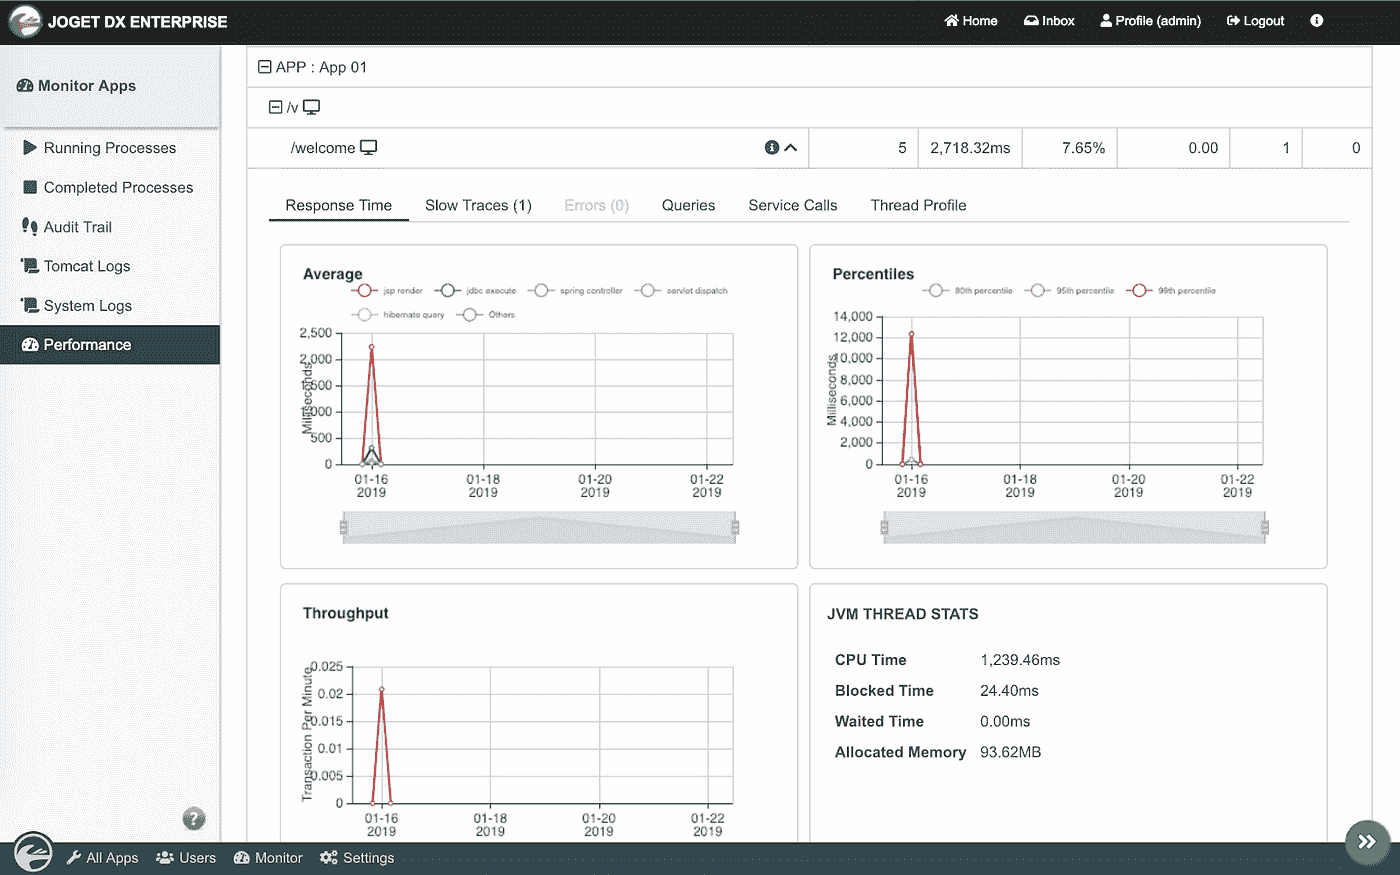 JOGET DX ENTERPRISE
Home Inbox Profile (admin) Logout
Monitor Apps
Running Processes
Completed Processes
Audit Trail
Tomcat Logs
System Logs
Performance
APP : App 01
/v
/welcome 5 2,718.32ms 7.65% 0.00 1 0
Response Time Slow Traces (1) Errors (0) Queries Service Calls Thread Profile
Average
jsp render jdbc execute spring controller servlet dispatch
hibernate query Others
Milliseconds
2,500
2,000
1,500
1,000
500
0
01-16 01-18 01-20 01-22
2019 2019 2019 2019
Percentiles
80th percentile 95th percentile 99th percentile
Milliseconds
14,000
12,000
10,000
8,000
6,000
4,000
2,000
0
01-16 01-18 01-20 01-22
2019 2019 2019 2019
Throughput
Transaction Per Minute
0.025
0.02
0.015
0.01
0.005
0
01-16 01-18 01-20 01-22
2019 2019 2019 2019
JVM THREAD STATS
CPU Time 1,239.46ms
Blocked Time 24.40ms
Waited Time 0.00ms
Allocated Memory 93.62MB
?
All Apps Users Monitor Settings